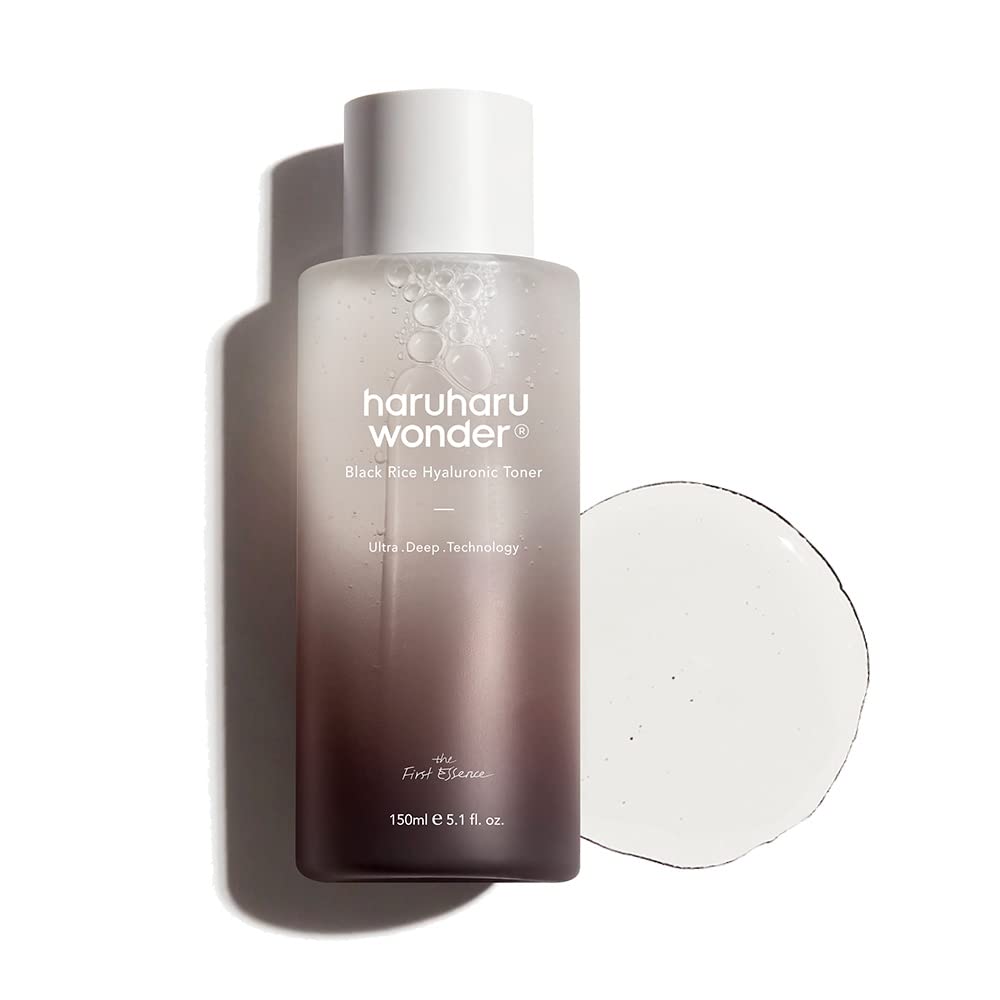 haruharu
wonder®
Black Rice Hyaluronic Toner
Ultra .Deep .Technology
the
First Essence
150ml e 5.1 fl. oz.